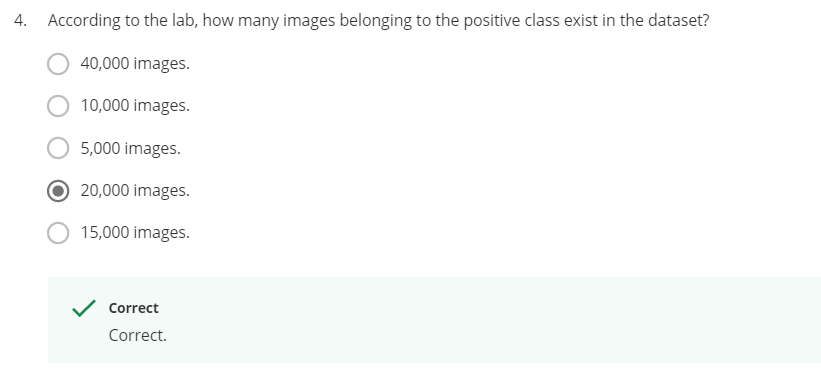 4. According to the lab, how many images belonging to the positive class exist in the dataset?
40,000 images.
10,000 images.
5,000 images.
20,000 images.
15,000 images.
Correct
Correct.